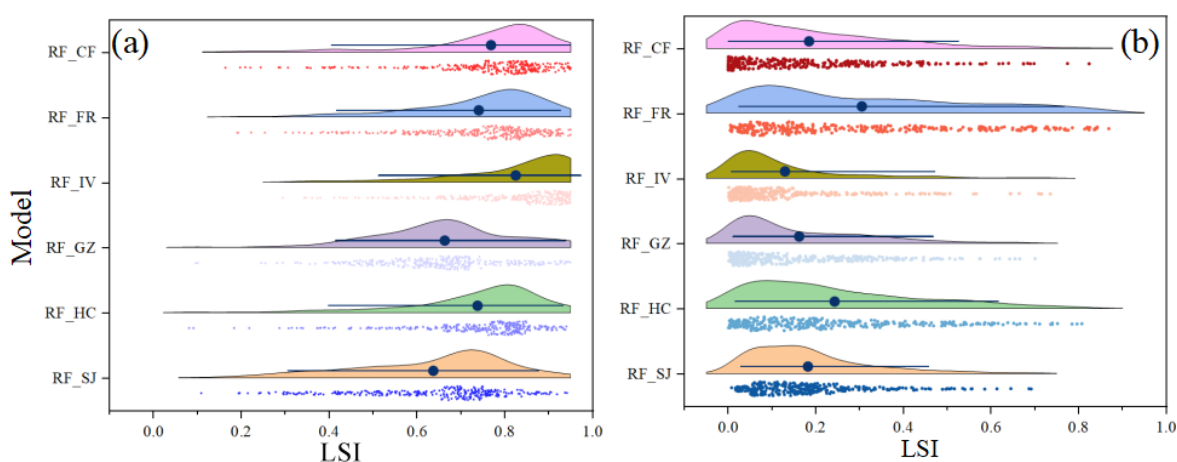 (a)
RF_CF
RF_FR
RF_IV
RF_GZ
RF_HC
RF_SJ
Model
0.0 0.2 0.4 0.6 0.8 1.0
LSI
(b)
RF_CF
RF_FR
RF_IV
RF_GZ
RF_HC
RF_SJ
0.0 0.2 0.4 0.6 0.8 1.0
LSI